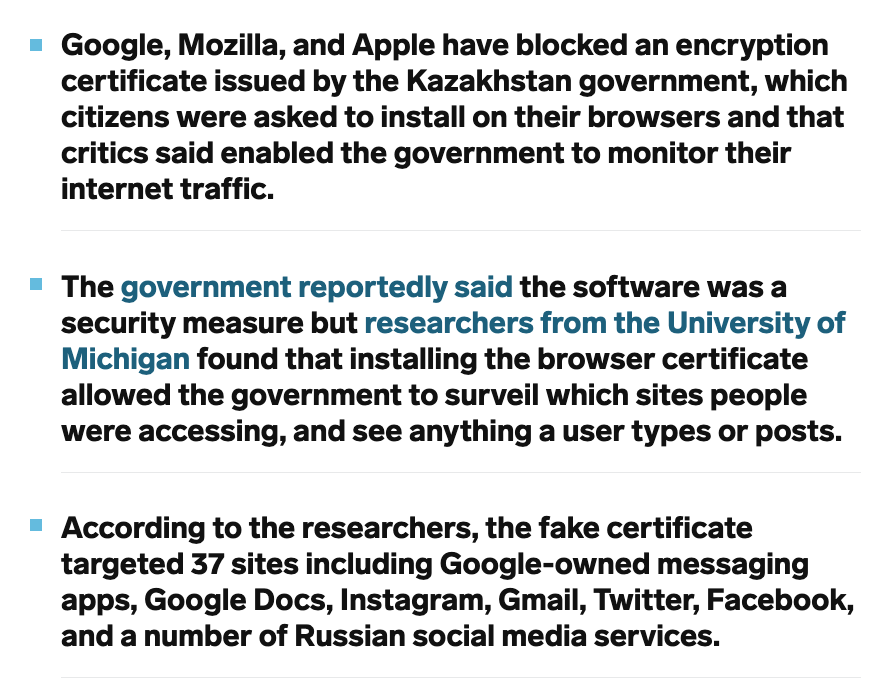 Google, Mozilla, and Apple have blocked an encryption
certificate issued by the Kazakhstan government, which
citizens were asked to install on their browsers and that
critics said enabled the government to monitor their
internet traffic.
The government reportedly said the software was a
security measure but researchers from the University of
Michigan found that installing the browser certificate
allowed the government to surveil which sites people
were accessing, and see anything a user types or posts.
According to the researchers, the fake certificate
targeted 37 sites including Google-owned messaging
apps, Google Docs, Instagram, Gmail, Twitter, Facebook,
and a number of Russian social media services.